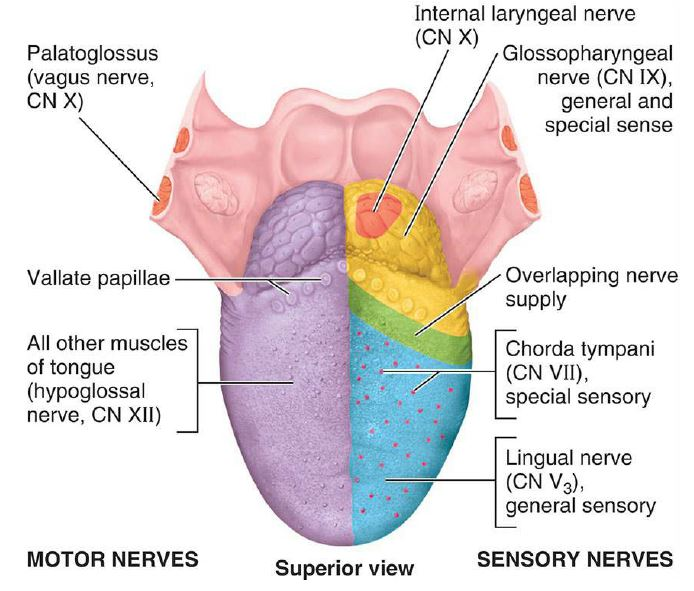 Internal laryngeal nerve
(CN X)
Palatoglossus
(vagus nerve,
CN X)
Glossopharyngeal
nerve (CN IX),
general and
special sense
Vallate papillae
Overlapping nerve
supply
All other muscles
of tongue
(hypoglossal
nerve, CN XII)
Chorda tympani
(CN VII),
special sensory
Lingual nerve
(CN V₃),
general sensory
MOTOR NERVES
Superior view
SENSORY NERVES